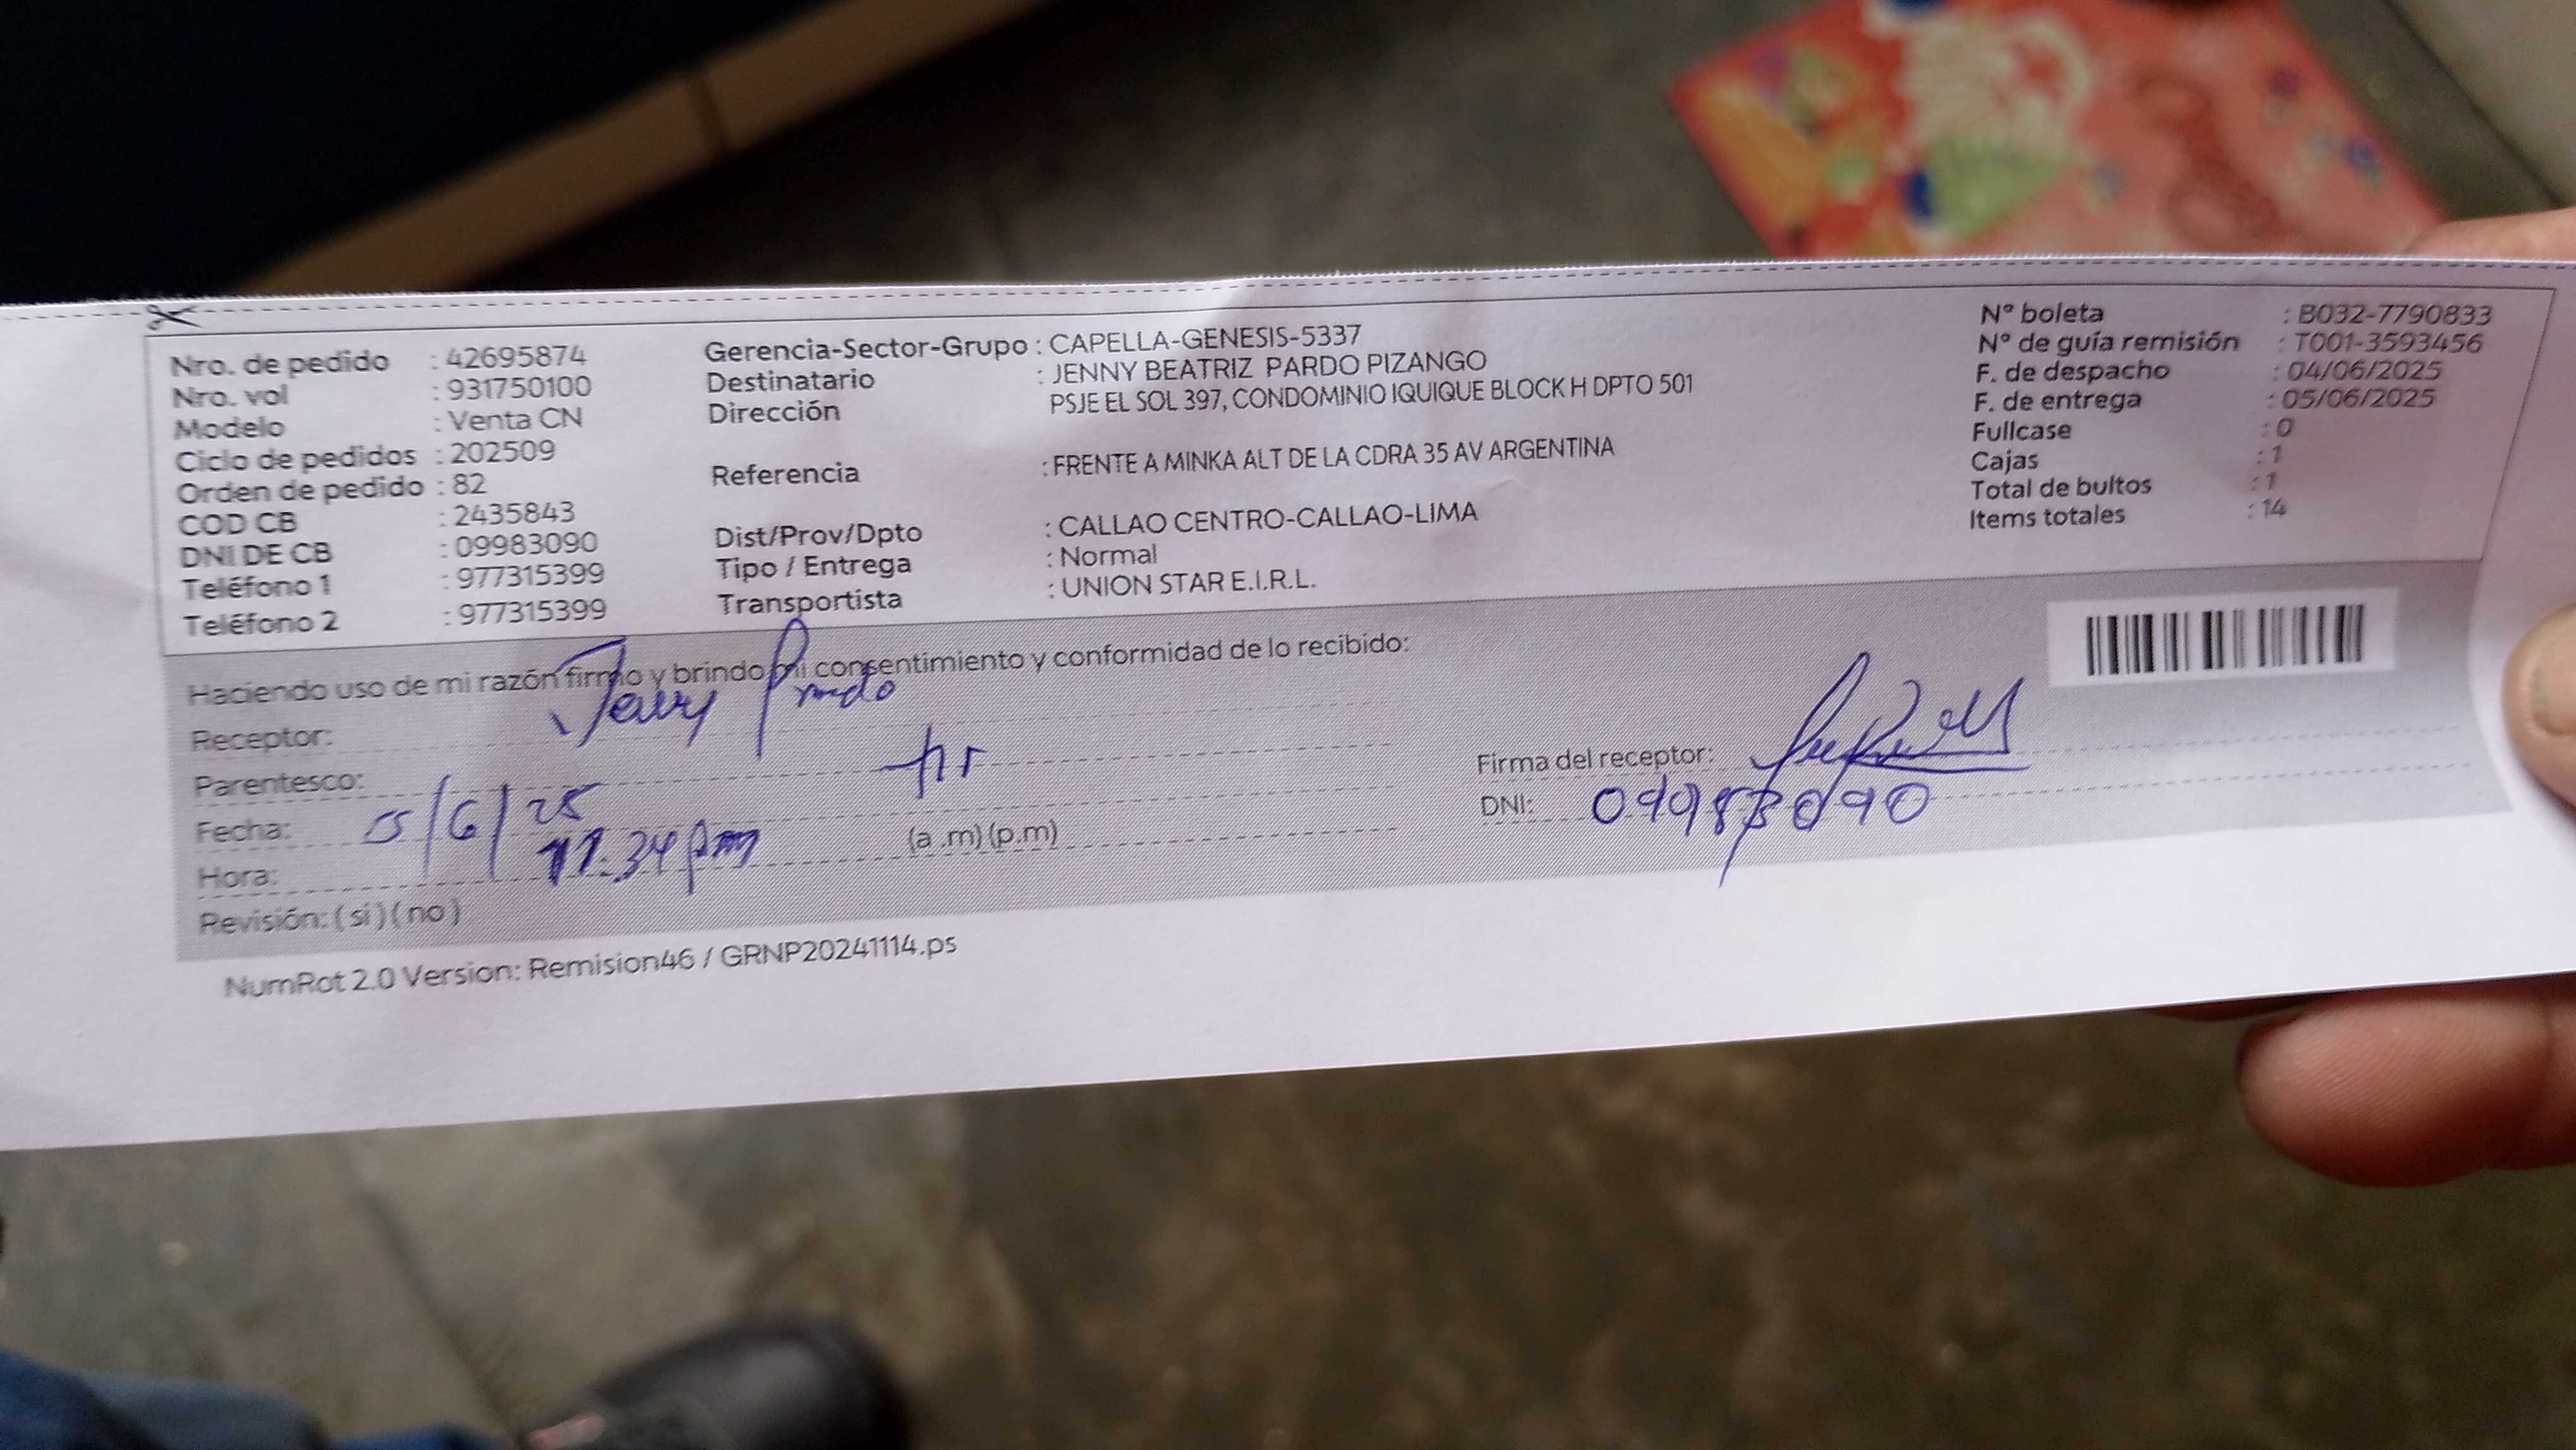 Nro. de pedido : 42695874
Nro. vol : 931750100
Modelo : Venta CN
Ciclo de pedidos : 202509
Orden de pedido : 82
COD CB : 2435843
DNI DE CB : 09983090
Teléfono 1 : 977315399
Teléfono 2 : 977315399
Gerencia-Sector-Grupo : CAPELLA-GENESIS-5337
Destinatario : JENNY BEATRIZ PARDO PIZANGO
Dirección PSJE EL SOL 397, CONDOMINIO IQUIQUE BLOCK H DPTO 501
Referencia : FRENTE A MINKA ALT DE LA CDRA 35 AV ARGENTINA
Dist/Prov/Dpto : CALLAO CENTRO-CALLAO-LIMA
Tipo / Entrega : Normal
Transportista : UNION STAR E.I.R.L.
N° boleta : B032-7790833
N° de guía remisión : T001-3593456
F. de despacho : 04/06/2025
F. de entrega : 05/06/2025
Fullcase : 0
Cajas : 1
Total de bultos : 1
Items totales : 14
Haciendo uso de mi razón firmo y brindo mi consentimiento y conformidad de lo recibido:
Receptor: Jenny Pardo
Parentesco:
Fecha: 5/6/25
Hora: 11.34 pm (a .m) (p.m)
Revisión: ( si ) ( no )
Firma del receptor:
DNI: 09983090
NumRot 2.0 Version: Remision46 / GRNP20241114.ps